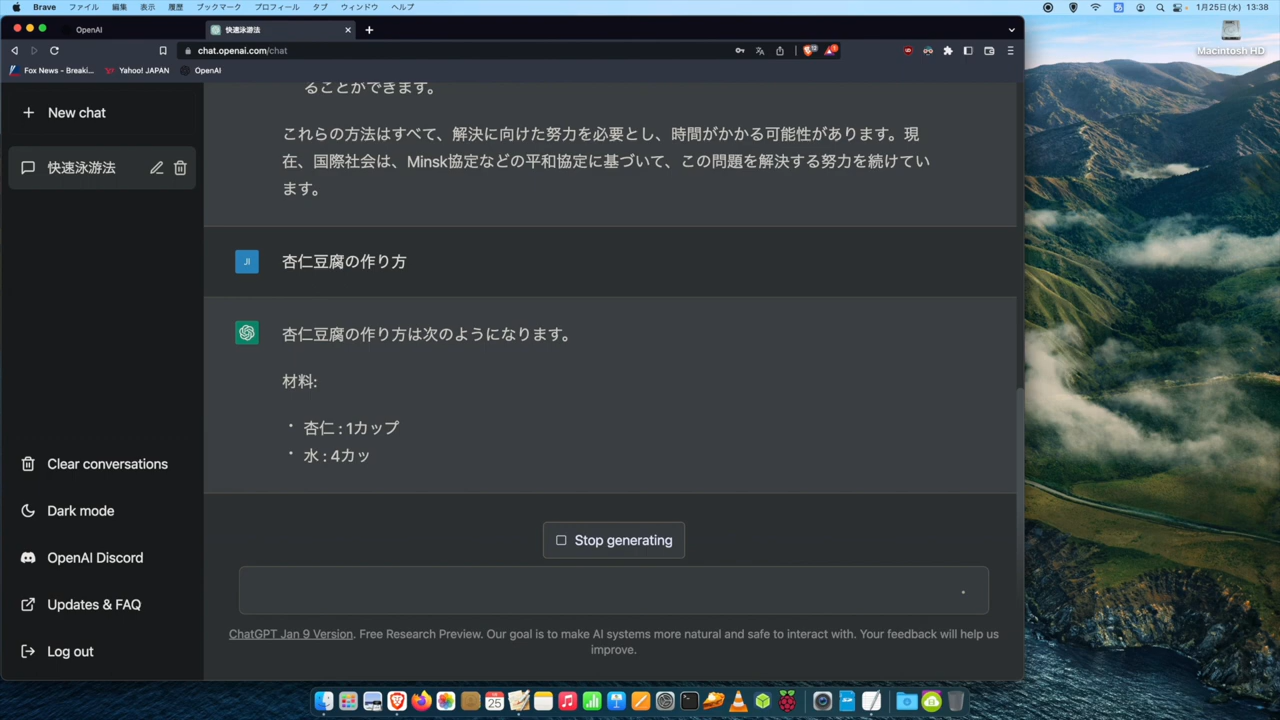 Brave ファイル 編集 表示 履歴 ブックマーク プロフィール タブ ウィンドウ ヘルプ
1月25日(水) 13:38
OpenAI
快速泳游法
chat.openai.com/chat
Fox News - Breaki...
Yahoo! JAPAN
OpenAI
Macintosh HD
New chat
快速泳游法
Clear conversations
Dark mode
OpenAI Discord
Updates & FAQ
Log out
ることができます。
これらの方法はすべて、解決に向けた努力を必要とし、時間がかかる可能性があります。現
在、国際社会は、Minsk協定などの平和協定に基づいて、この問題を解決する努力を続けてい
ます。
JI
杏仁豆腐の作り方
杏仁豆腐の作り方は次のようになります。
材料:
・ 杏仁 : 1カップ
・ 水 : 4カッ
Stop generating
ChatGPT Jan 9 Version. Free Research Preview. Our goal is to make AI systems more natural and safe to interact with. Your feedback will help us
improve.